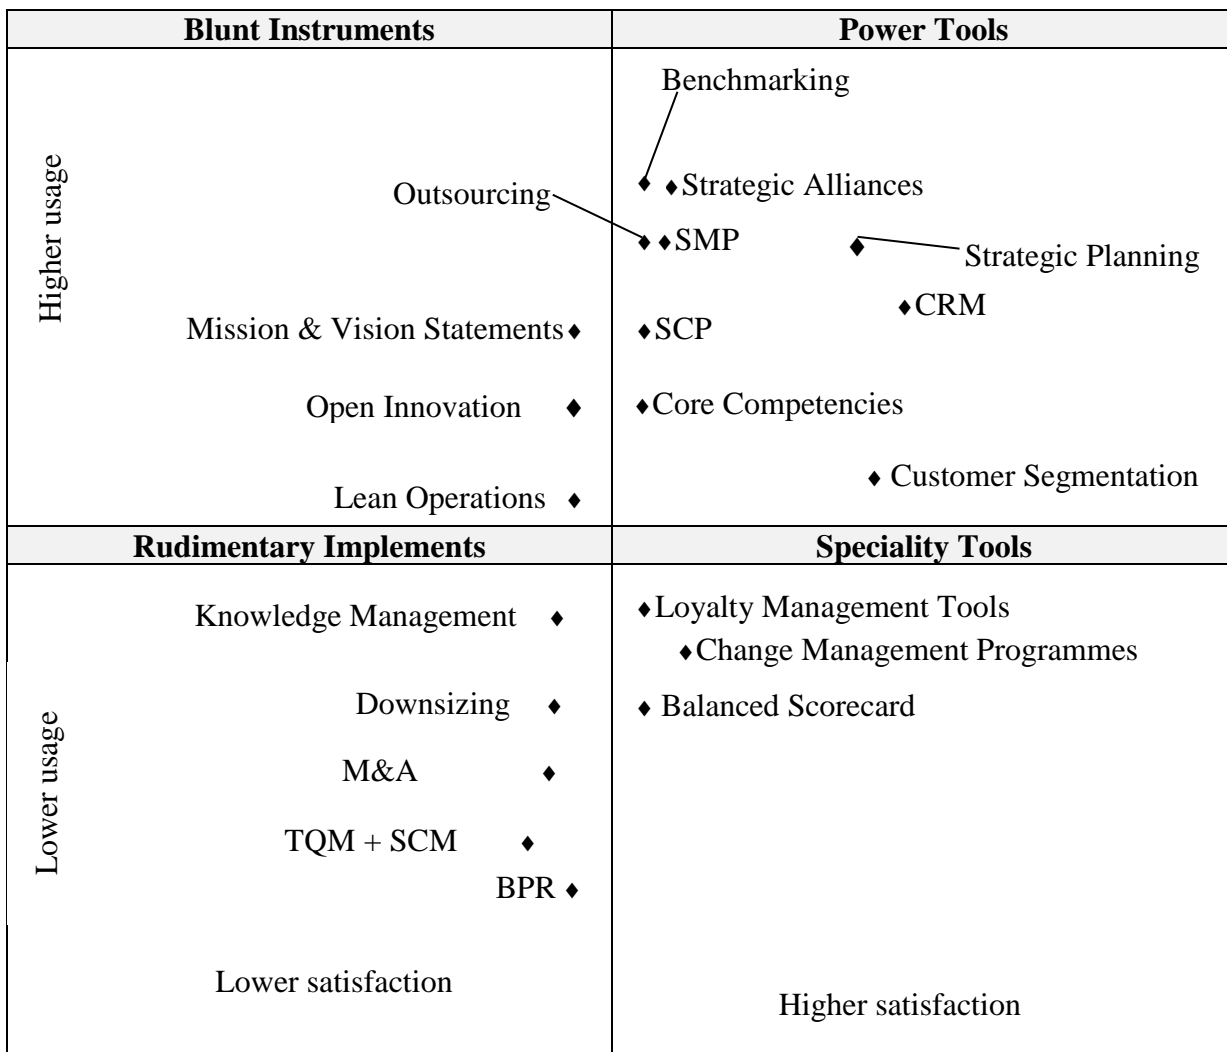 Blunt Instruments
Power Tools
Higher usage
Benchmarking
Outsourcing
Strategic Alliances
SMP
Strategic Planning
CRM
Mission & Vision Statements
SCP
Open Innovation
Core Competencies
Customer Segmentation
Lean Operations
Rudimentary Implements
Speciality Tools
Lower usage
Knowledge Management
Loyalty Management Tools
Change Management Programmes
Downsizing
Balanced Scorecard
M&A
TQM + SCM
BPR
Lower satisfaction
Higher satisfaction